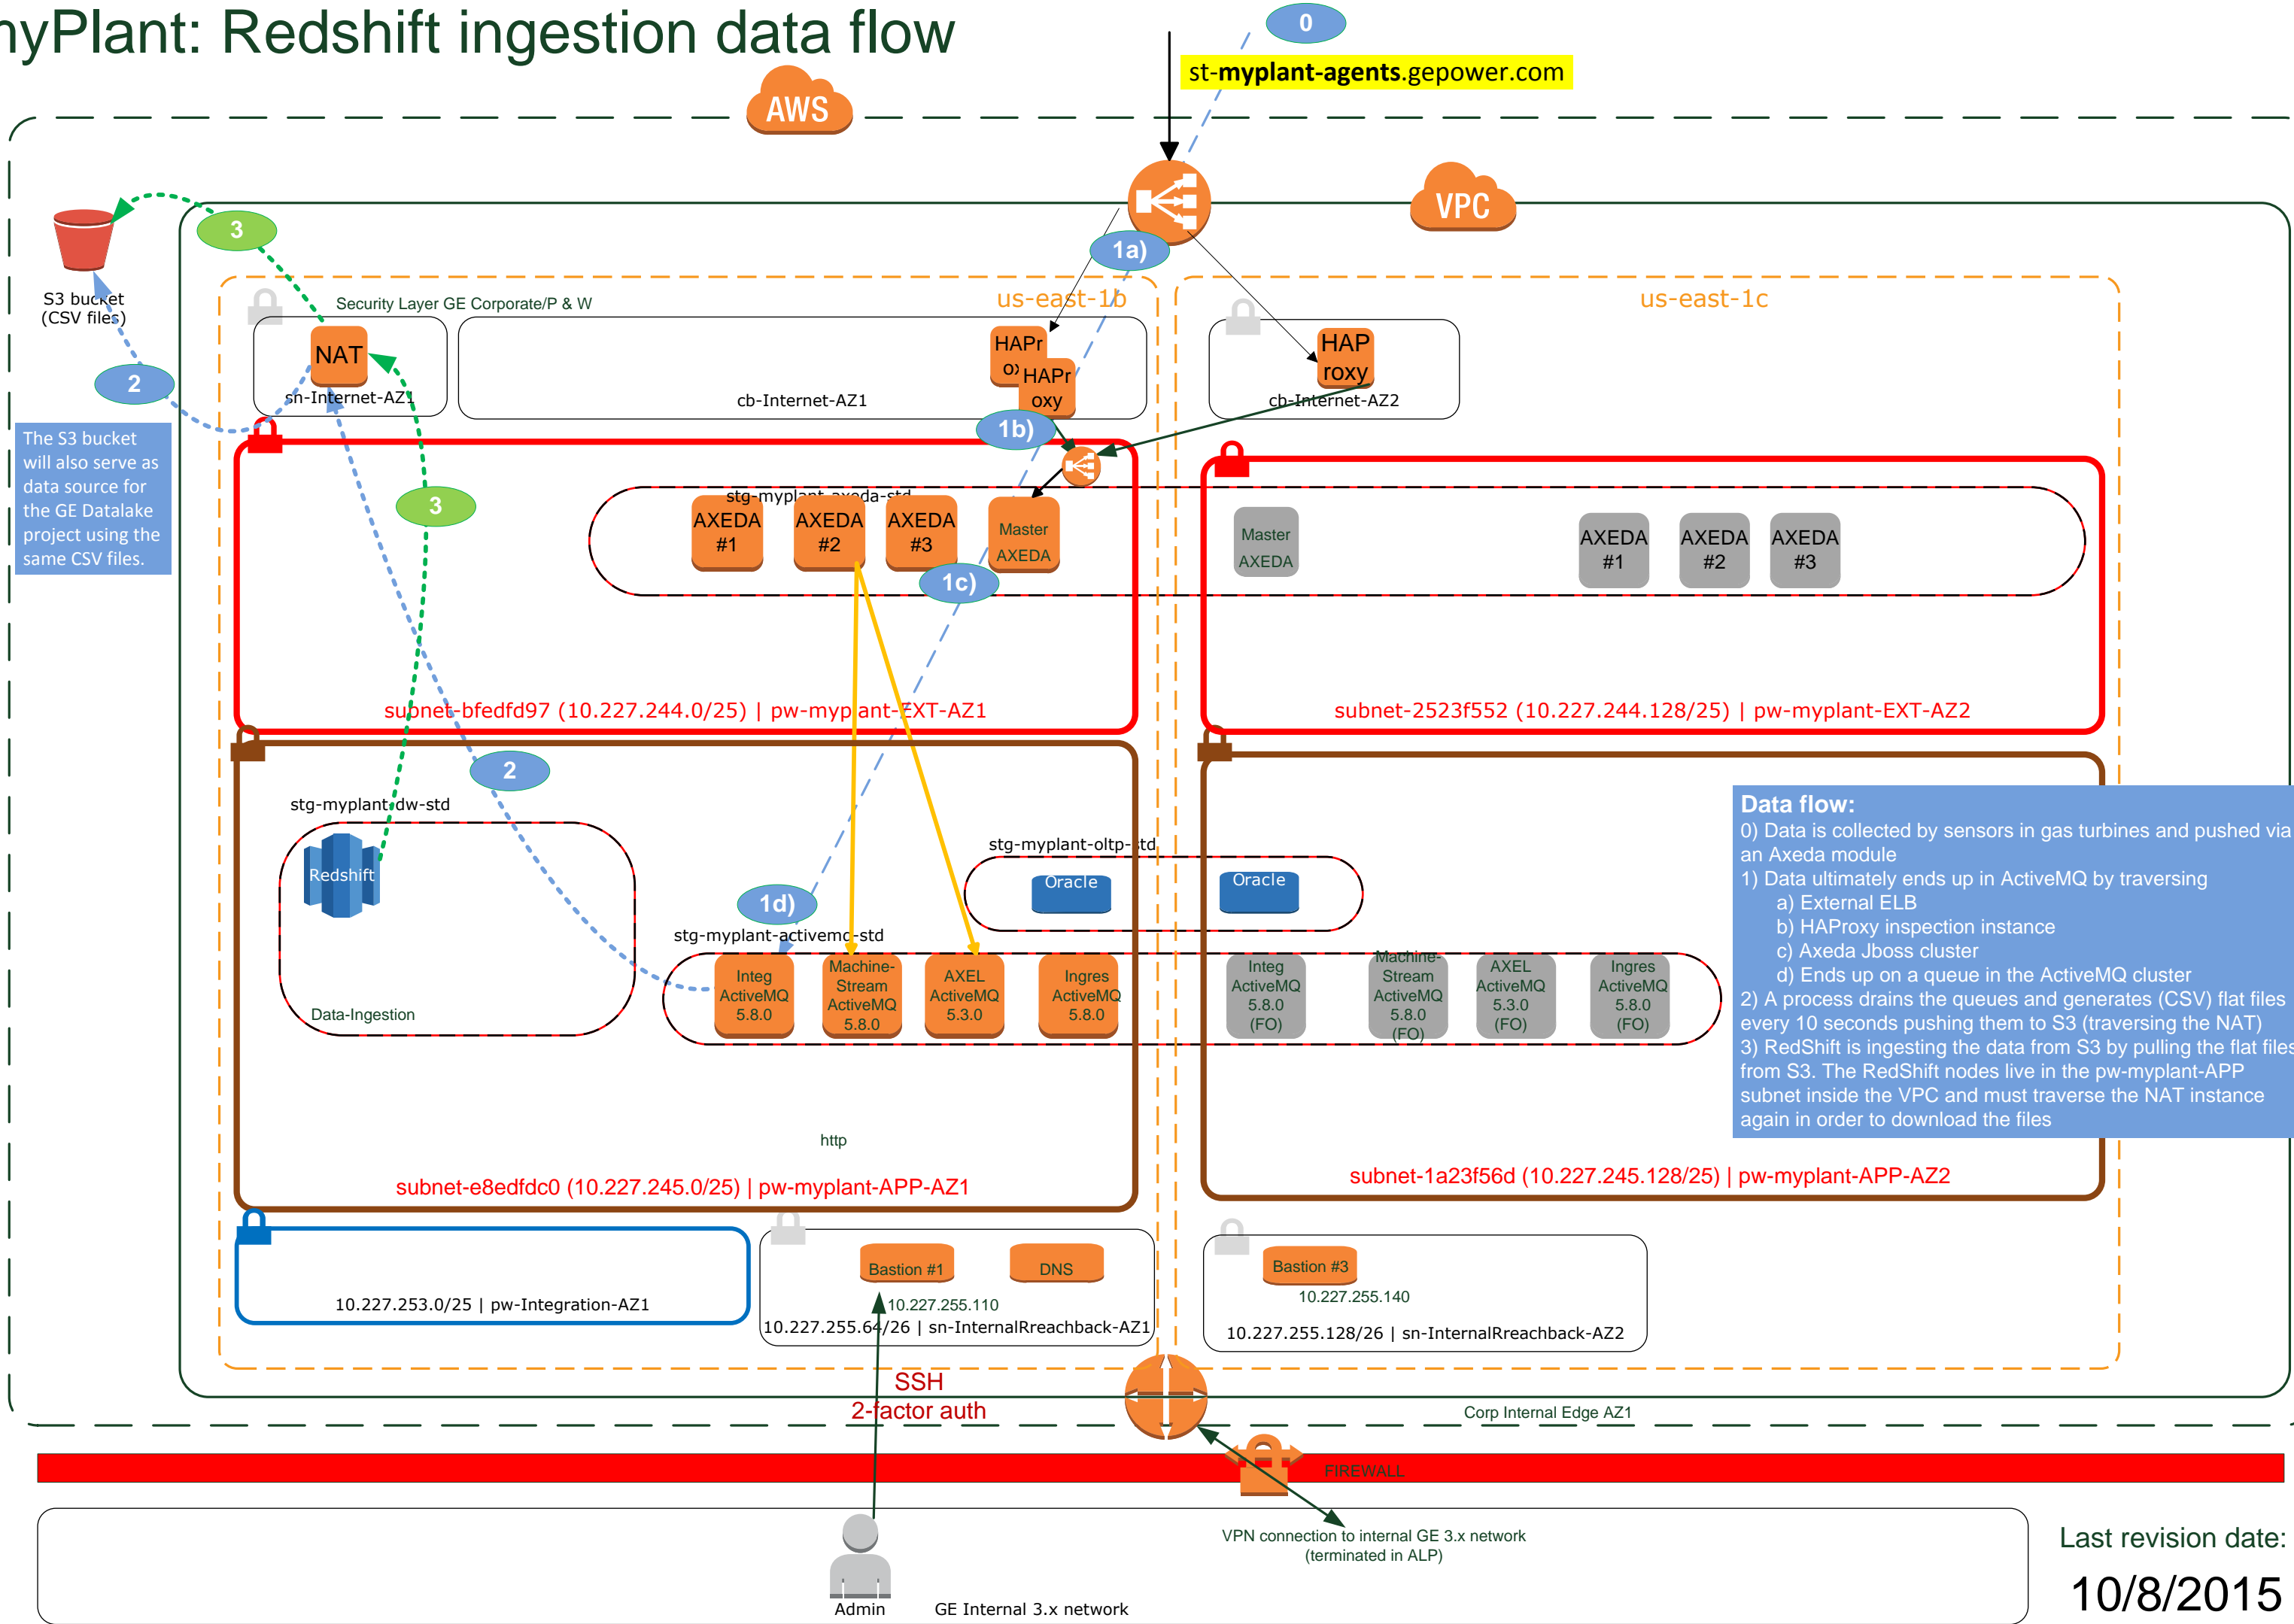 myPlant: Redshift ingestion data flow
0
st-myplant-agents.gepower.com
AWS
VPC
3
1a)
S3 bucket
(CSV files)
Security Layer GE Corporate/P & W
us-east-1b
us-east-1c
NAT
sn-Internet-AZ1
HAPr
HAPr
oxy
cb-Internet-AZ1
HAP
roxy
cb-Internet-AZ2
2
1b)
The S3 bucket
will also serve as
data source for
the GE Datalake
project using the
same CSV files.
3
stg-myplant-axeda-std
AXEDA
#1
AXEDA
#2
AXEDA
#3
Master
AXEDA
1c)
Master
AXEDA
AXEDA
#1
AXEDA
#2
AXEDA
#3
subnet-bfedfd97 (10.227.244.0/25) | pw-myplant-EXT-AZ1
subnet-2523f552 (10.227.244.128/25) | pw-myplant-EXT-AZ2
2
stg-myplant-dw-std
Redshift
Data-Ingestion
stg-myplant-oltp-std
Oracle
Oracle
1d)
stg-myplant-activemq-std
Integ
ActiveMQ
5.8.0
Machine-
Stream
ActiveMQ
5.8.0
AXEL
ActiveMQ
5.3.0
Ingres
ActiveMQ
5.8.0
Integ
ActiveMQ
5.8.0
(FO)
Machine-
Stream
ActiveMQ
5.8.0
(FO)
AXEL
ActiveMQ
5.3.0
(FO)
Ingres
ActiveMQ
5.8.0
(FO)
Data flow:
0) Data is collected by sensors in gas turbines and pushed via
an Axeda module
1) Data ultimately ends up in ActiveMQ by traversing
a) External ELB
b) HAProxy inspection instance
c) Axeda Jboss cluster
d) Ends up on a queue in the ActiveMQ cluster
2) A process drains the queues and generates (CSV) flat files
every 10 seconds pushing them to S3 (traversing the NAT)
3) RedShift is ingesting the data from S3 by pulling the flat files
from S3. The RedShift nodes live in the pw-myplant-APP
subnet inside the VPC and must traverse the NAT instance
again in order to download the files
http
subnet-e8edfdc0 (10.227.245.0/25) | pw-myplant-APP-AZ1
subnet-1a23f56d (10.227.245.128/25) | pw-myplant-APP-AZ2
10.227.253.0/25 | pw-Integration-AZ1
Bastion #1
DNS
10.227.255.110
10.227.255.64/26 | sn-InternalRreachback-AZ1
Bastion #3
10.227.255.140
10.227.255.128/26 | sn-InternalRreachback-AZ2
SSH
2-factor auth
Corp Internal Edge AZ1
FIREWALL
VPN connection to internal GE 3.x network
(terminated in ALP)
Admin
GE Internal 3.x network
Last revision date:
10/8/2015